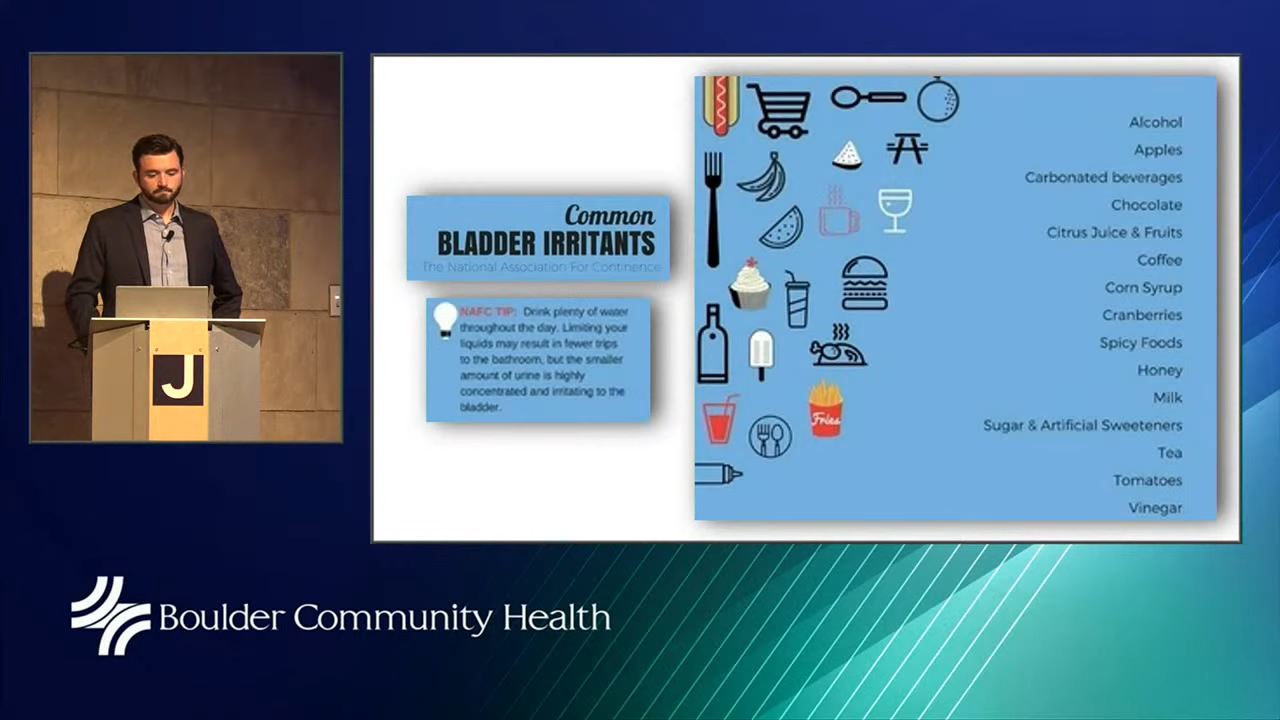 Common
BLADDER IRRITANTS
The National Association For Continence
NAFC TIP: Drink plenty of water
throughout the day. Limiting your
liquids may result in fewer trips
to the bathroom, but the smaller
amount of urine is highly
concentrated and irritating to the
bladder.
Alcohol
Apples
Carbonated beverages
Chocolate
Citrus Juice & Fruits
Coffee
Corn Syrup
Cranberries
Spicy Foods
Honey
Milk
Sugar & Artificial Sweeteners
Tea
Tomatoes
Vinegar
Fries
J
Boulder Community Health